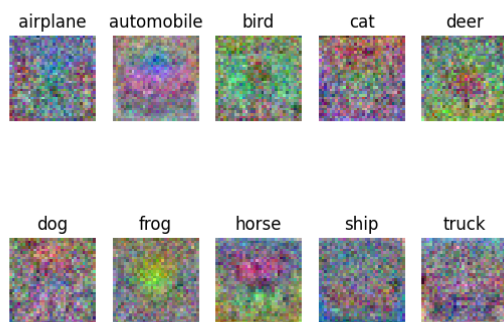 airplane automobile bird cat deer
dog frog horse ship truck